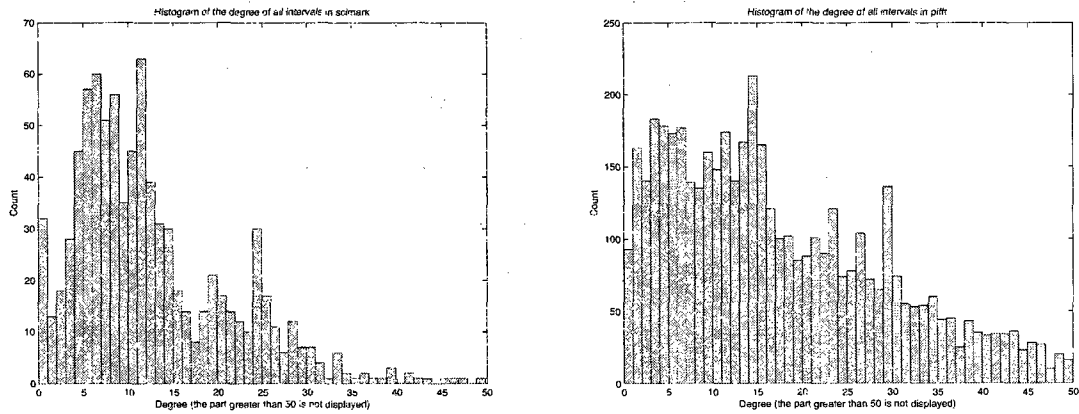 Histogram of the degree of all intervals in scimark
70
60
50
40
30
20
10
0
Count
0 5 10 15 20 25 30 35 40 45 50
Degree (the part greater than 50 is not displayed)
Histogram of the degree of all intervals in pifft
250
200
150
100
50
0
Count
0 5 10 15 20 25 30 35 40 45 50
Degree (the part greater than 50 is not displayed)